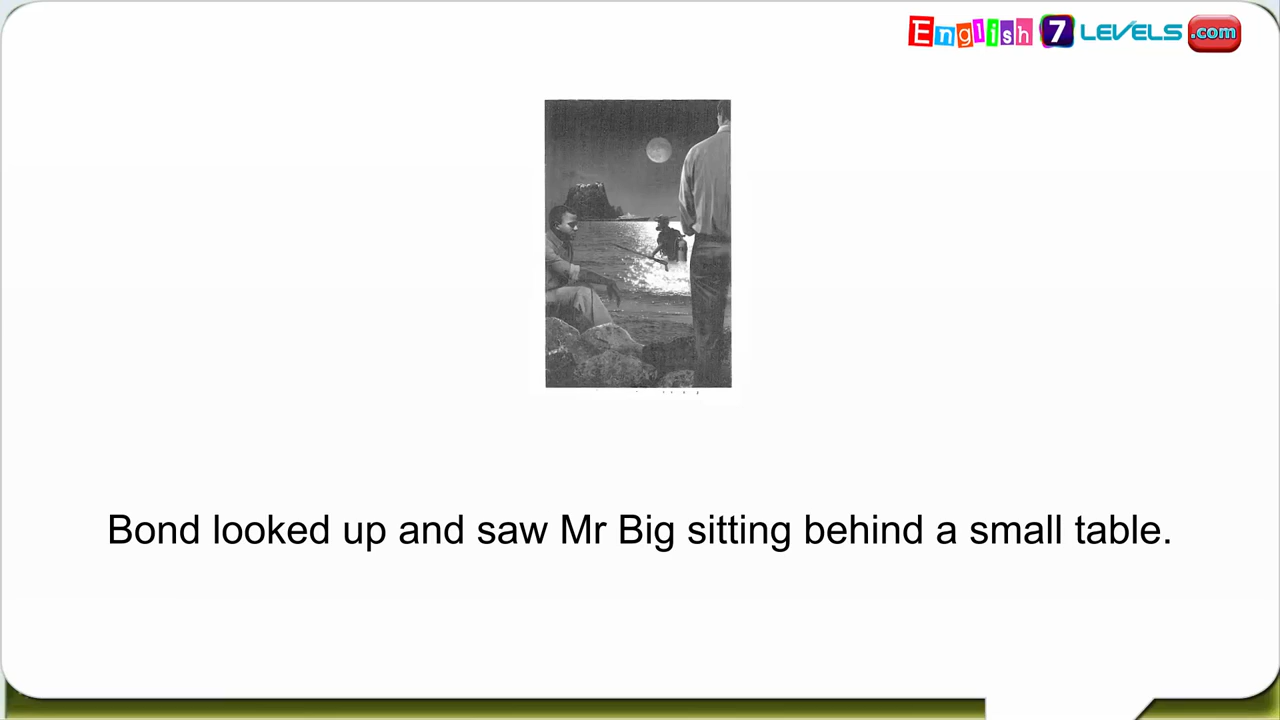 English 7 LEVELS .com
Bond looked up and saw Mr Big sitting behind a small table.